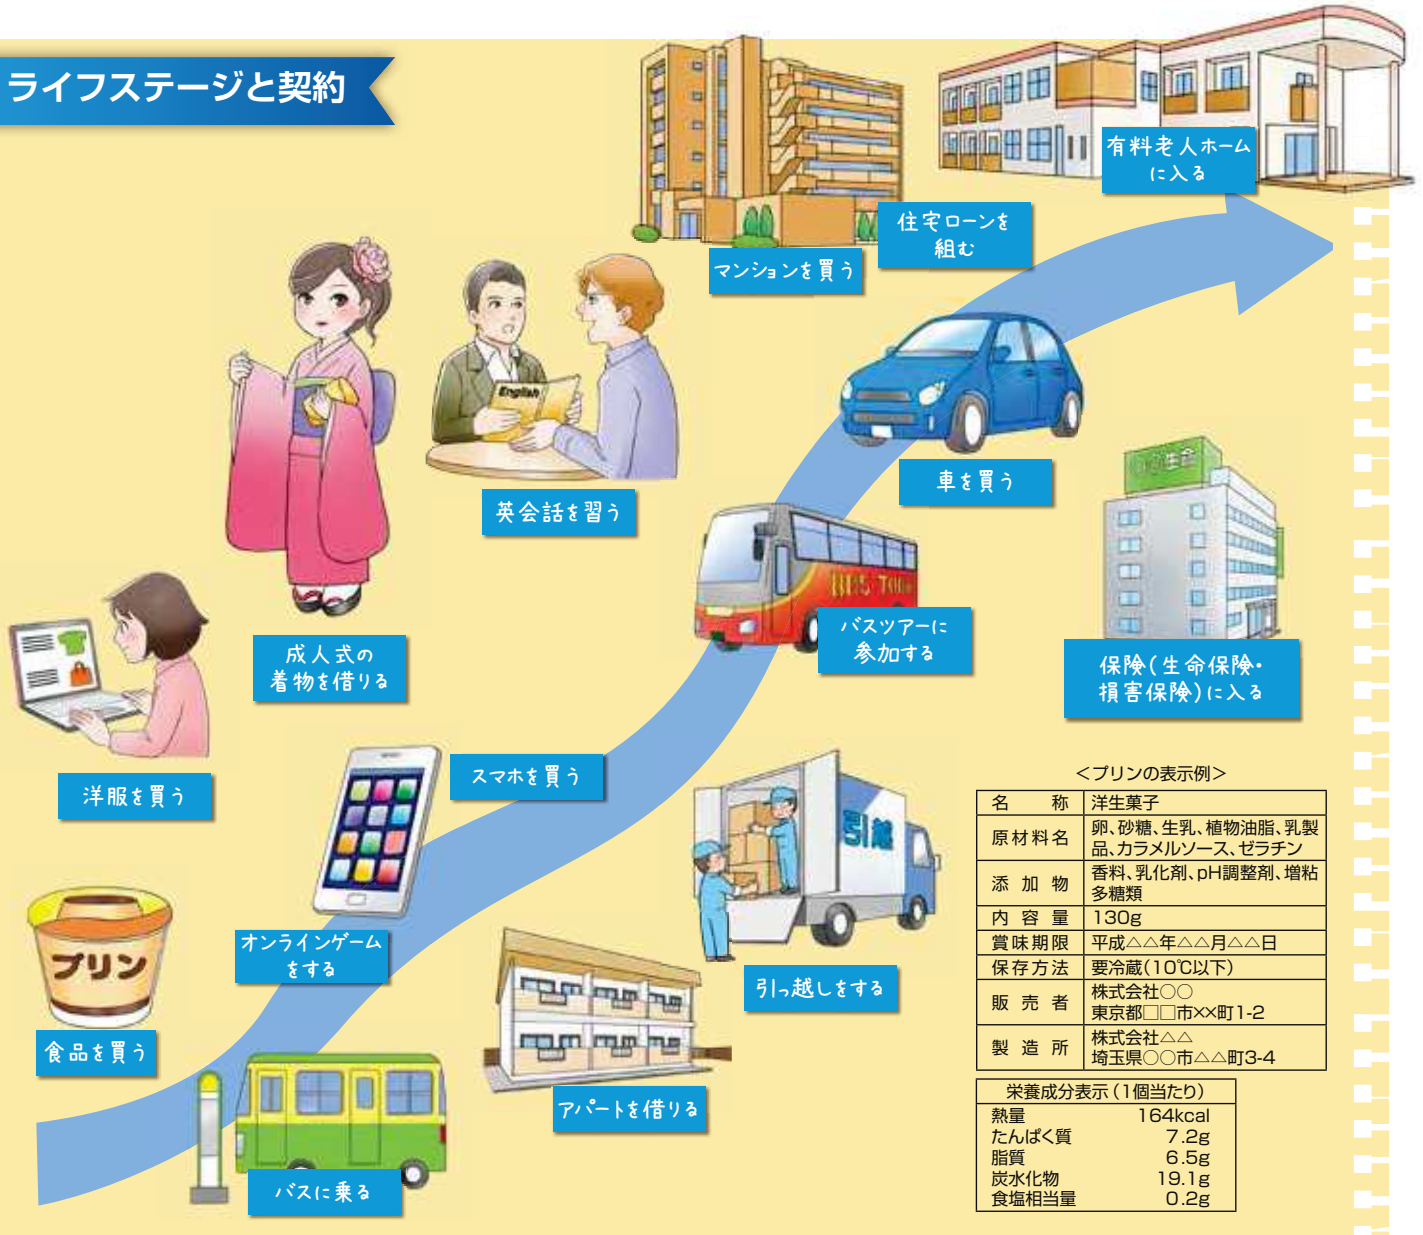 ライフステージと契約
有料老人ホーム
に入る
住宅ローンを
組む
マンションを買う
English
英会話を習う
車を買う
生命
BUS TOUR
バスツアーに
参加する
成人式の
着物を借りる
保険(生命保険・
損害保険)に入る
洋服を買う
スマホを買う
引越
引っ越しをする
オンラインゲーム
をする
プリン
食品を買う
アパートを借りる
バスに乗る
<プリンの表示例>
名 称 洋生菓子
原材料名 卵、砂糖、生乳、植物油脂、乳製
品、カラメルソース、ゼラチン
添加物 香料、乳化剤、pH調整剤、増粘
多糖類
内容量 130g
賞味期限 平成△△年△△月△△日
保存方法 要冷蔵(10℃以下)
販売者 株式会社○○
東京都□□市××町1-2
製造所 株式会社△△
埼玉県○○市△△町3-4
栄養成分表示(1個当たり)
熱量 164kcal
たんぱく質 7.2g
脂質 6.5g
炭水化物 19.1g
食塩相当量 0.2g